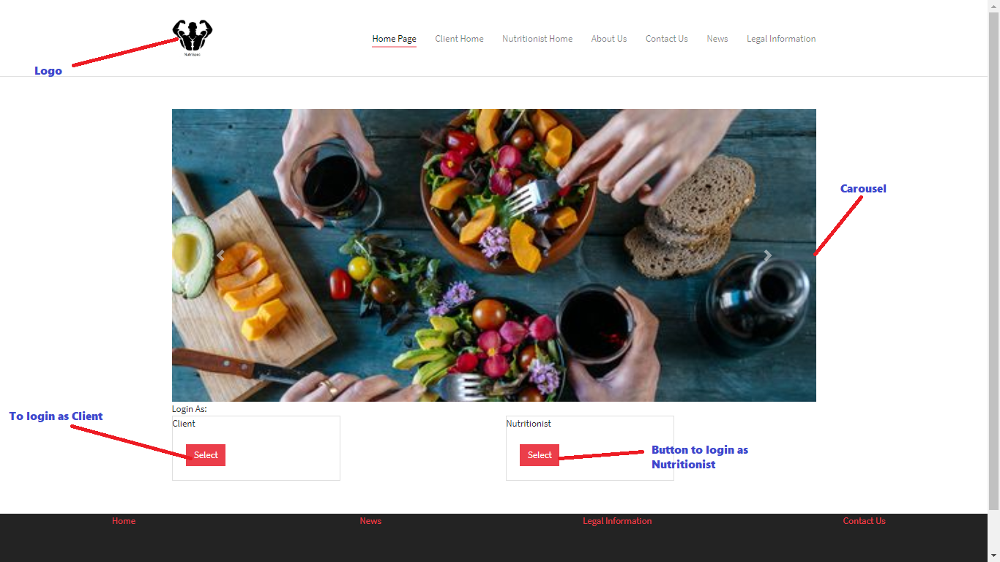 NutriSpec
Home Page Client Home Nutritionist Home About Us Contact Us News Legal Information
Logo
Carousel
Login As:
To login as Client
Client
Nutritionist
Select
Select
Button to login as
Nutritionist
Home News Legal Information Contact Us